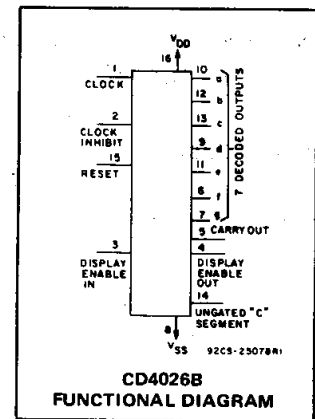 VDD
16
1
CLOCK
2
CLOCK
INHIBIT
15
RESET
3
DISPLAY
ENABLE
IN
10
a
12
b
13
c
9
d
11
e
6
f
7
g
7 DECODED OUTPUTS
5 CARRY OUT
4
DISPLAY
ENABLE
OUT
14
UNGATED "C"
SEGMENT
8
VSS
92CS-25078R1
CD4026B
FUNCTIONAL DIAGRAM